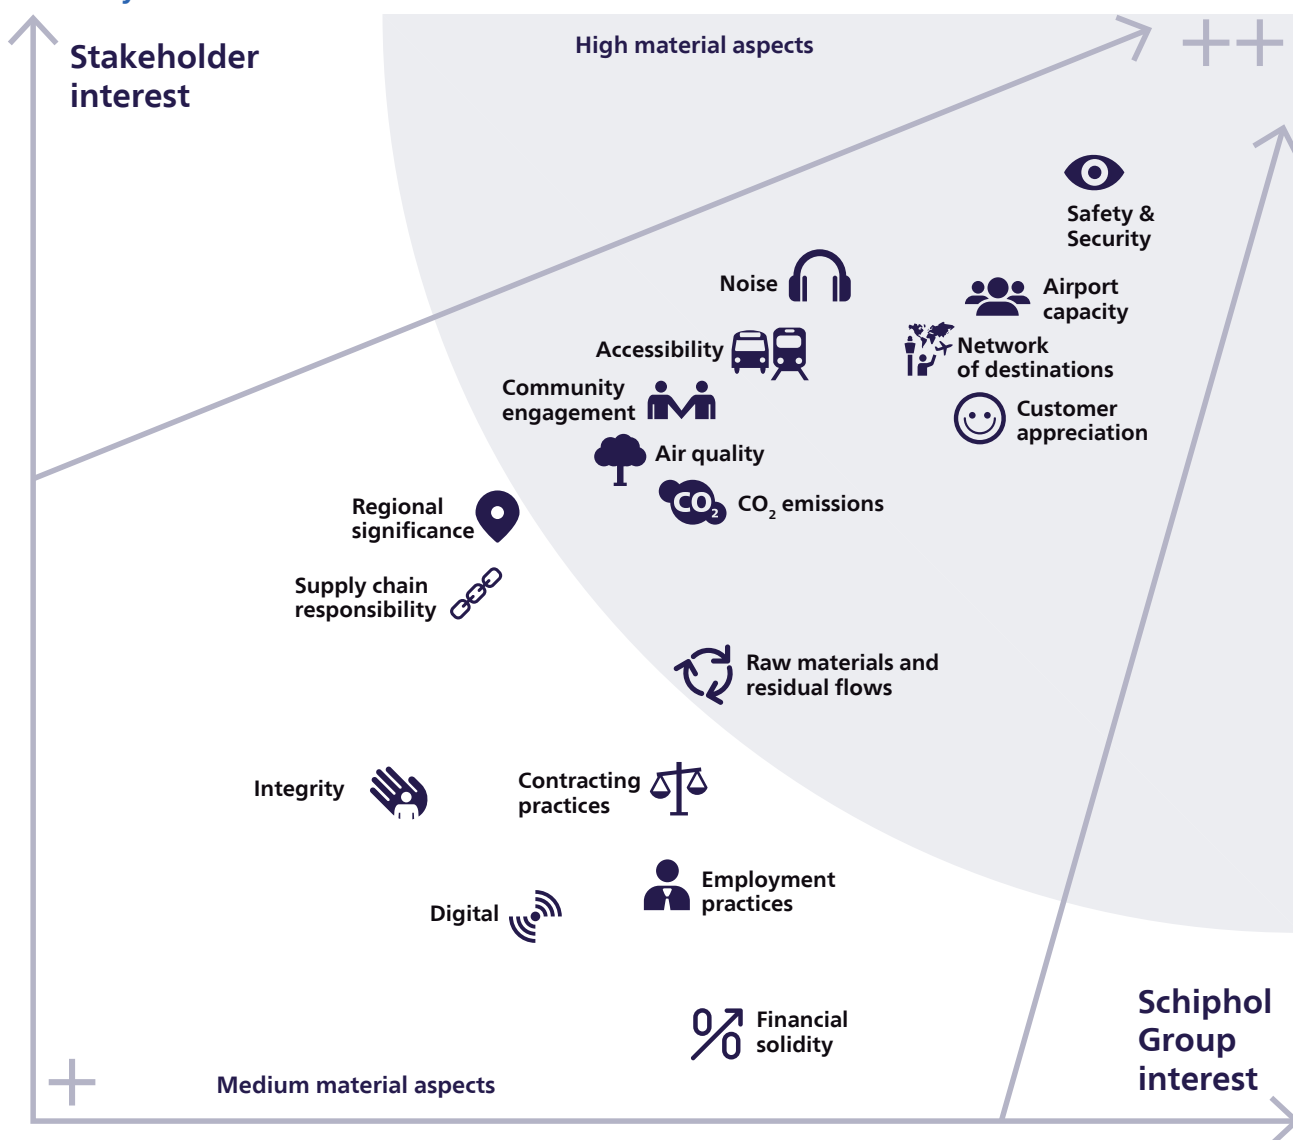 Stakeholder
interest
High material aspects
Safety &
Security
Noise
Airport
capacity
Accessibility
Network
of destinations
Community
engagement
Customer
appreciation
Air quality
CO₂
CO₂ emissions
Regional
significance
Supply chain
responsibility
Raw materials and
residual flows
Integrity
Contracting
practices
Employment
practices
Digital
Schiphol
Group
interest
Financial
solidity
Medium material aspects